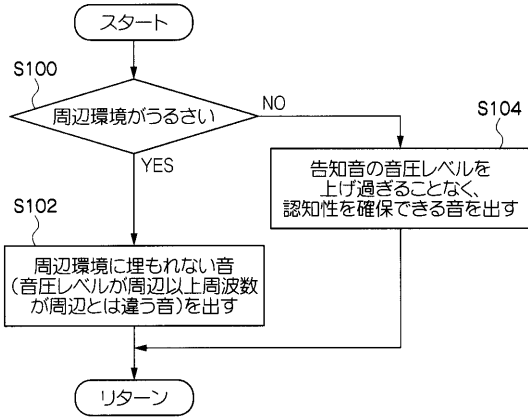 スタート
S100
周辺環境がうるさい
NO
YES
S104
告知音の音圧レベルを
上げ過ぎることなく、
認知性を確保できる音を出す
S102
周辺環境に埋もれない音
(音圧レベルが周辺以上周波数
が周辺とは違う音)を出す
リターン